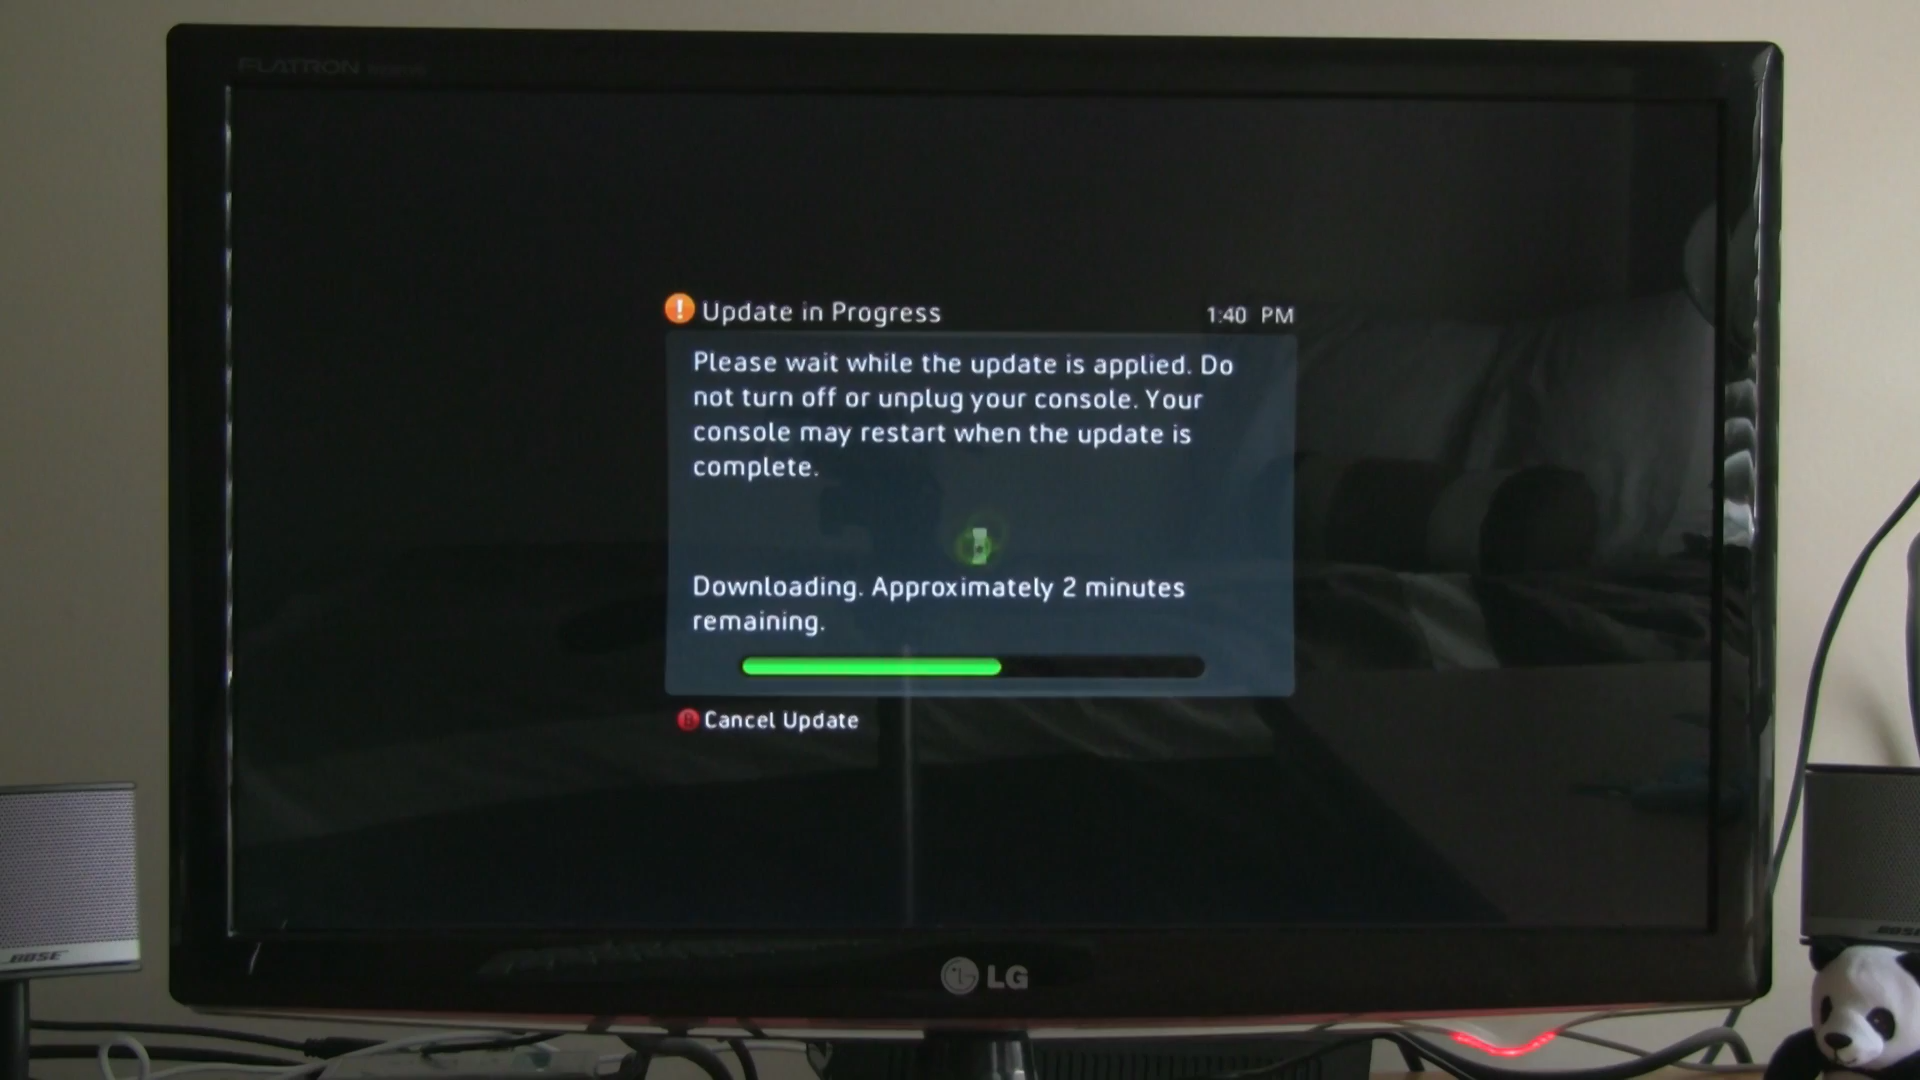 FLATRON
Update in Progress
1:40 PM
Please wait while the update is applied. Do
not turn off or unplug your console. Your
console may restart when the update is
complete.
Downloading. Approximately 2 minutes
remaining.
B Cancel Update
BOSE
BOSE
LG